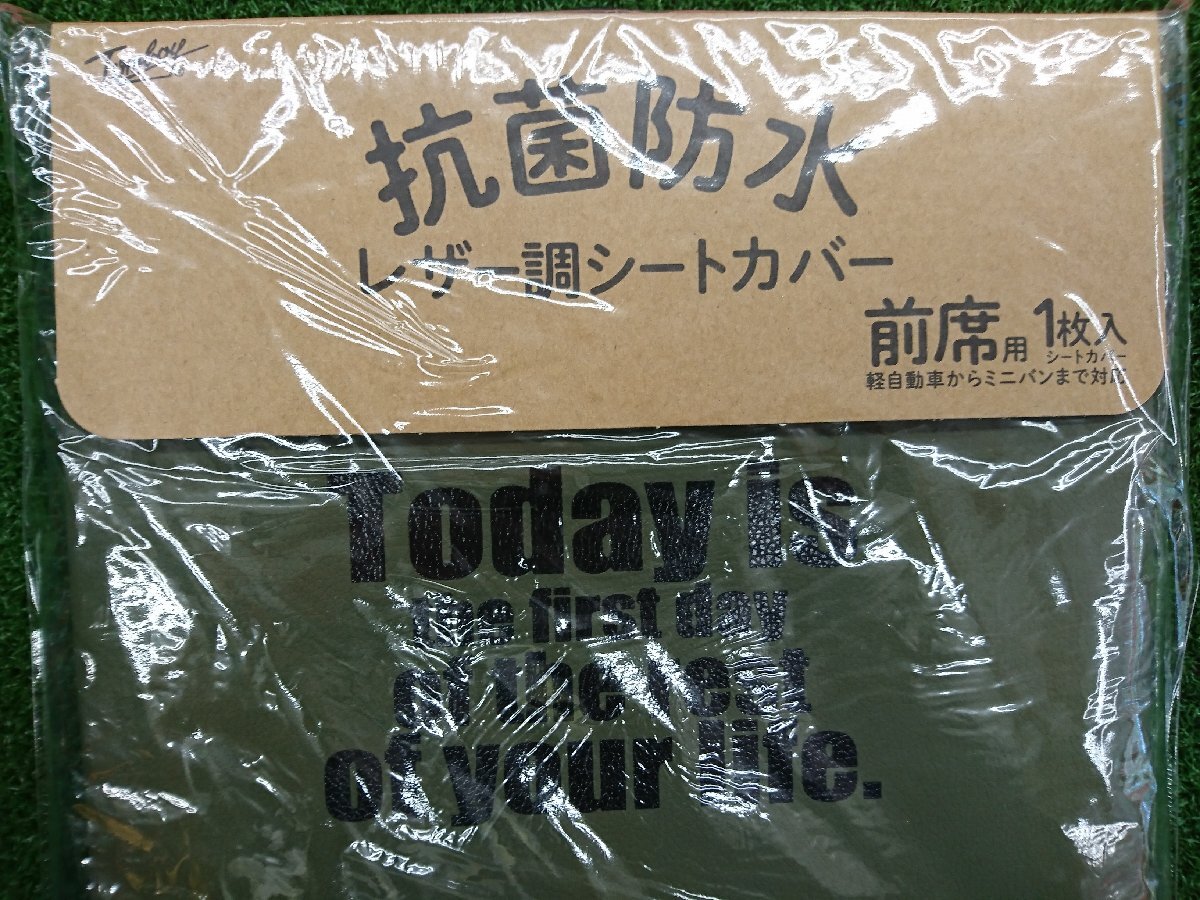 抗菌防水
レザー調シートカバー
前席用 1枚入
シートカバー
軽自動車からミニバンまで対応
Today is
the first day
of the rest
of your life.